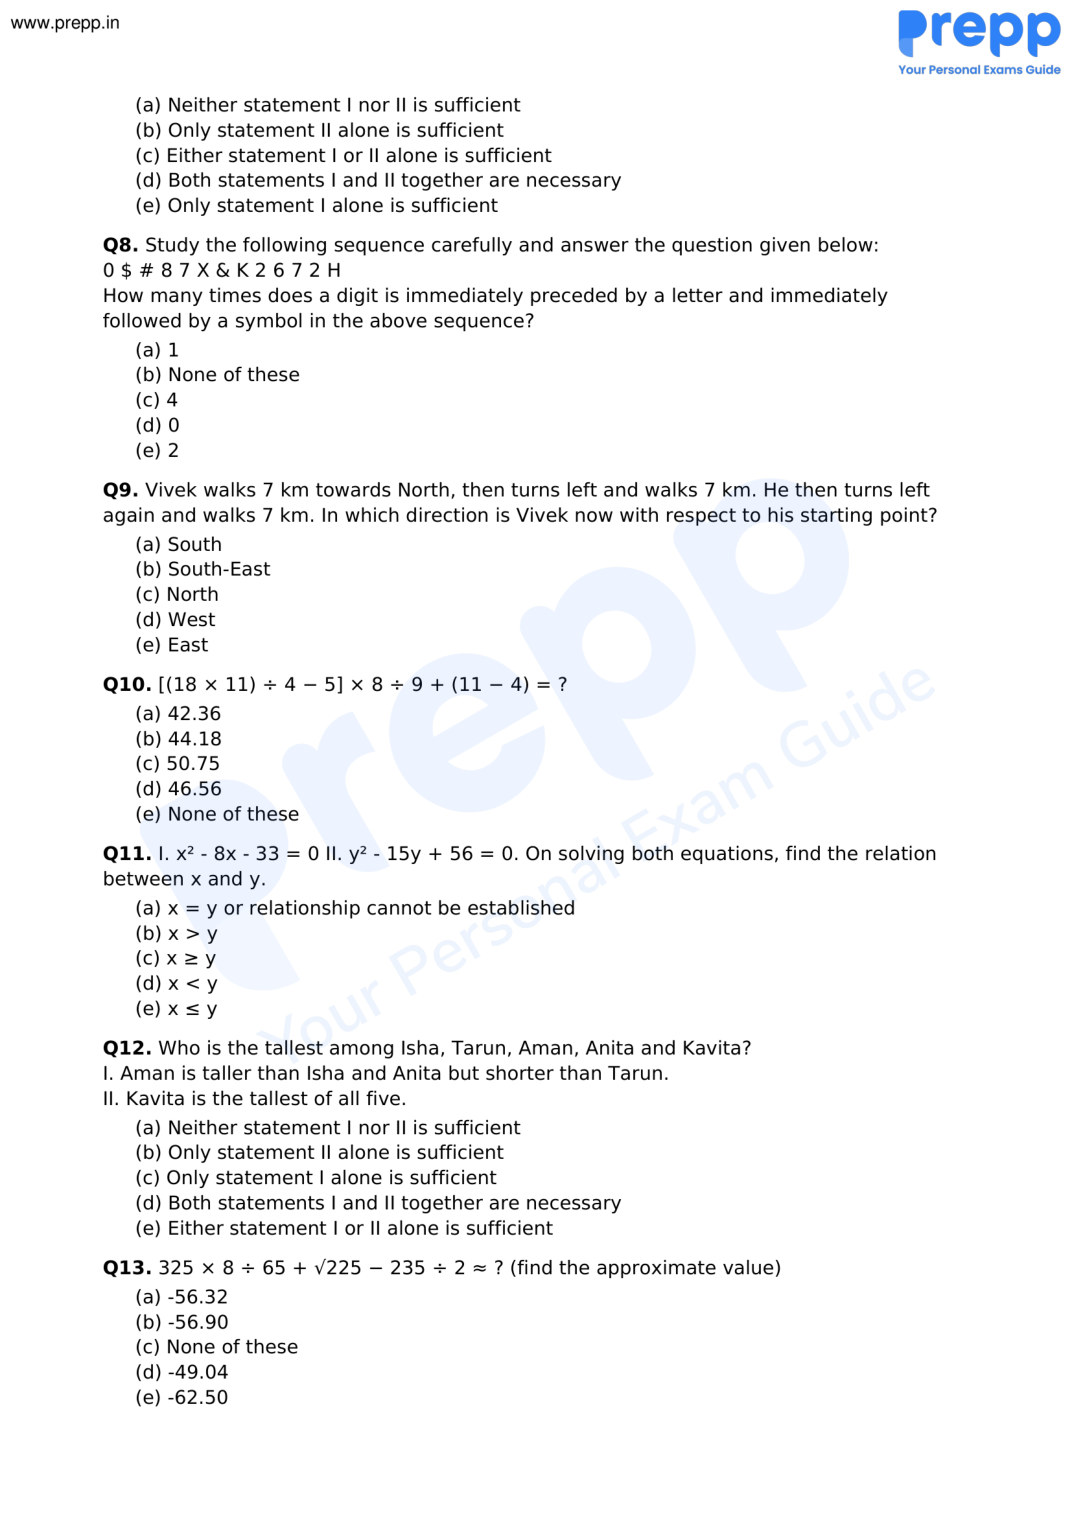 www.prepp.in
Prepp
Your Personal Exams Guide
(a) Neither statement I nor II is sufficient
(b) Only statement II alone is sufficient
(c) Either statement I or II alone is sufficient
(d) Both statements I and II together are necessary
(e) Only statement I alone is sufficient
Q8. Study the following sequence carefully and answer the question given below:
0 $ # 8 7 X & K 2 6 7 2 H
How many times does a digit is immediately preceded by a letter and immediately
followed by a symbol in the above sequence?
(a) 1
(b) None of these
(c) 4
(d) 0
(e) 2
Q9. Vivek walks 7 km towards North, then turns left and walks 7 km. He then turns left
again and walks 7 km. In which direction is Vivek now with respect to his starting point?
(a) South
(b) South-East
(c) North
(d) West
(e) East
Q10. [(18 × 11) ÷ 4 − 5] × 8 ÷ 9 + (11 − 4) = ?
(a) 42.36
(b) 44.18
(c) 50.75
(d) 46.56
(e) None of these
Q11. I. x² - 8x - 33 = 0 II. y² - 15y + 56 = 0. On solving both equations, find the relation
between x and y.
(a) x = y or relationship cannot be established
(b) x > y
(c) x ≥ y
(d) x < y
(e) x ≤ y
Q12. Who is the tallest among Isha, Tarun, Aman, Anita and Kavita?
I. Aman is taller than Isha and Anita but shorter than Tarun.
II. Kavita is the tallest of all five.
(a) Neither statement I nor II is sufficient
(b) Only statement II alone is sufficient
(c) Only statement I alone is sufficient
(d) Both statements I and II together are necessary
(e) Either statement I or II alone is sufficient
Q13. 325 × 8 ÷ 65 + √225 − 235 ÷ 2 ≈ ? (find the approximate value)
(a) -56.32
(b) -56.90
(c) None of these
(d) -49.04
(e) -62.50
prepp
Your Personal Exam Guide